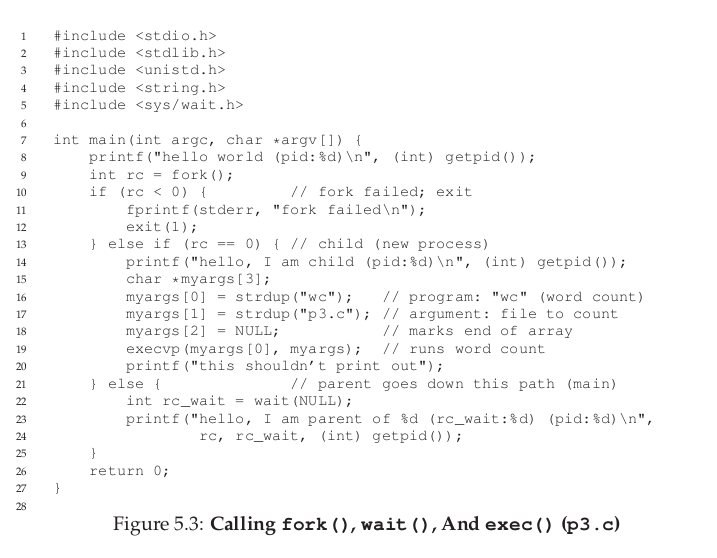 1 #include <stdio.h>
2 #include <stdlib.h>
3 #include <unistd.h>
4 #include <string.h>
5 #include <sys/wait.h>
6
7 int main(int argc, char *argv[]) {
8     printf("hello world (pid:%d)\n", (int) getpid());
9     int rc = fork();
10     if (rc < 0) {         // fork failed; exit
11         fprintf(stderr, "fork failed\n");
12         exit(1);
13     } else if (rc == 0) { // child (new process)
14         printf("hello, I am child (pid:%d)\n", (int) getpid());
15         char *myargs[3];
16         myargs[0] = strdup("wc");   // program: "wc" (word count)
17         myargs[1] = strdup("p3.c"); // argument: file to count
18         myargs[2] = NULL;           // marks end of array
19         execvp(myargs[0], myargs);  // runs word count
20         printf("this shouldn't print out");
21     } else {              // parent goes down this path (main)
22         int rc_wait = wait(NULL);
23         printf("hello, I am parent of %d (rc_wait:%d) (pid:%d)\n",
24                 rc, rc_wait, (int) getpid());
25     }
26     return 0;
27 }
28
Figure 5.3: Calling fork(), wait(), And exec() (p3.c)